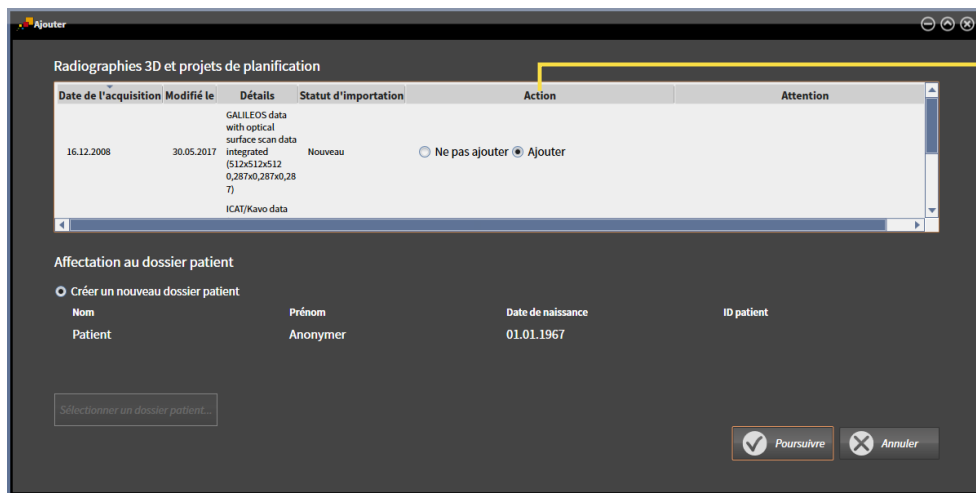 Ajouter
Radiographies 3D et projets de planification
Date de l'acquisition Modifié le Détails Statut d'importation Action Attention
GALILEOS data
with optical
surface scan data
16.12.2008 30.05.2017 integrated Nouveau Ne pas ajouter Ajouter
(512x512x512
0,287x0,287x0,28
7)
ICAT/Kavo data
Affectation au dossier patient
Créer un nouveau dossier patient
Nom Prénom Date de naissance ID patient
Patient Anonymer 01.01.1967
Sélectionner un dossier patient...
Poursuivre Annuler